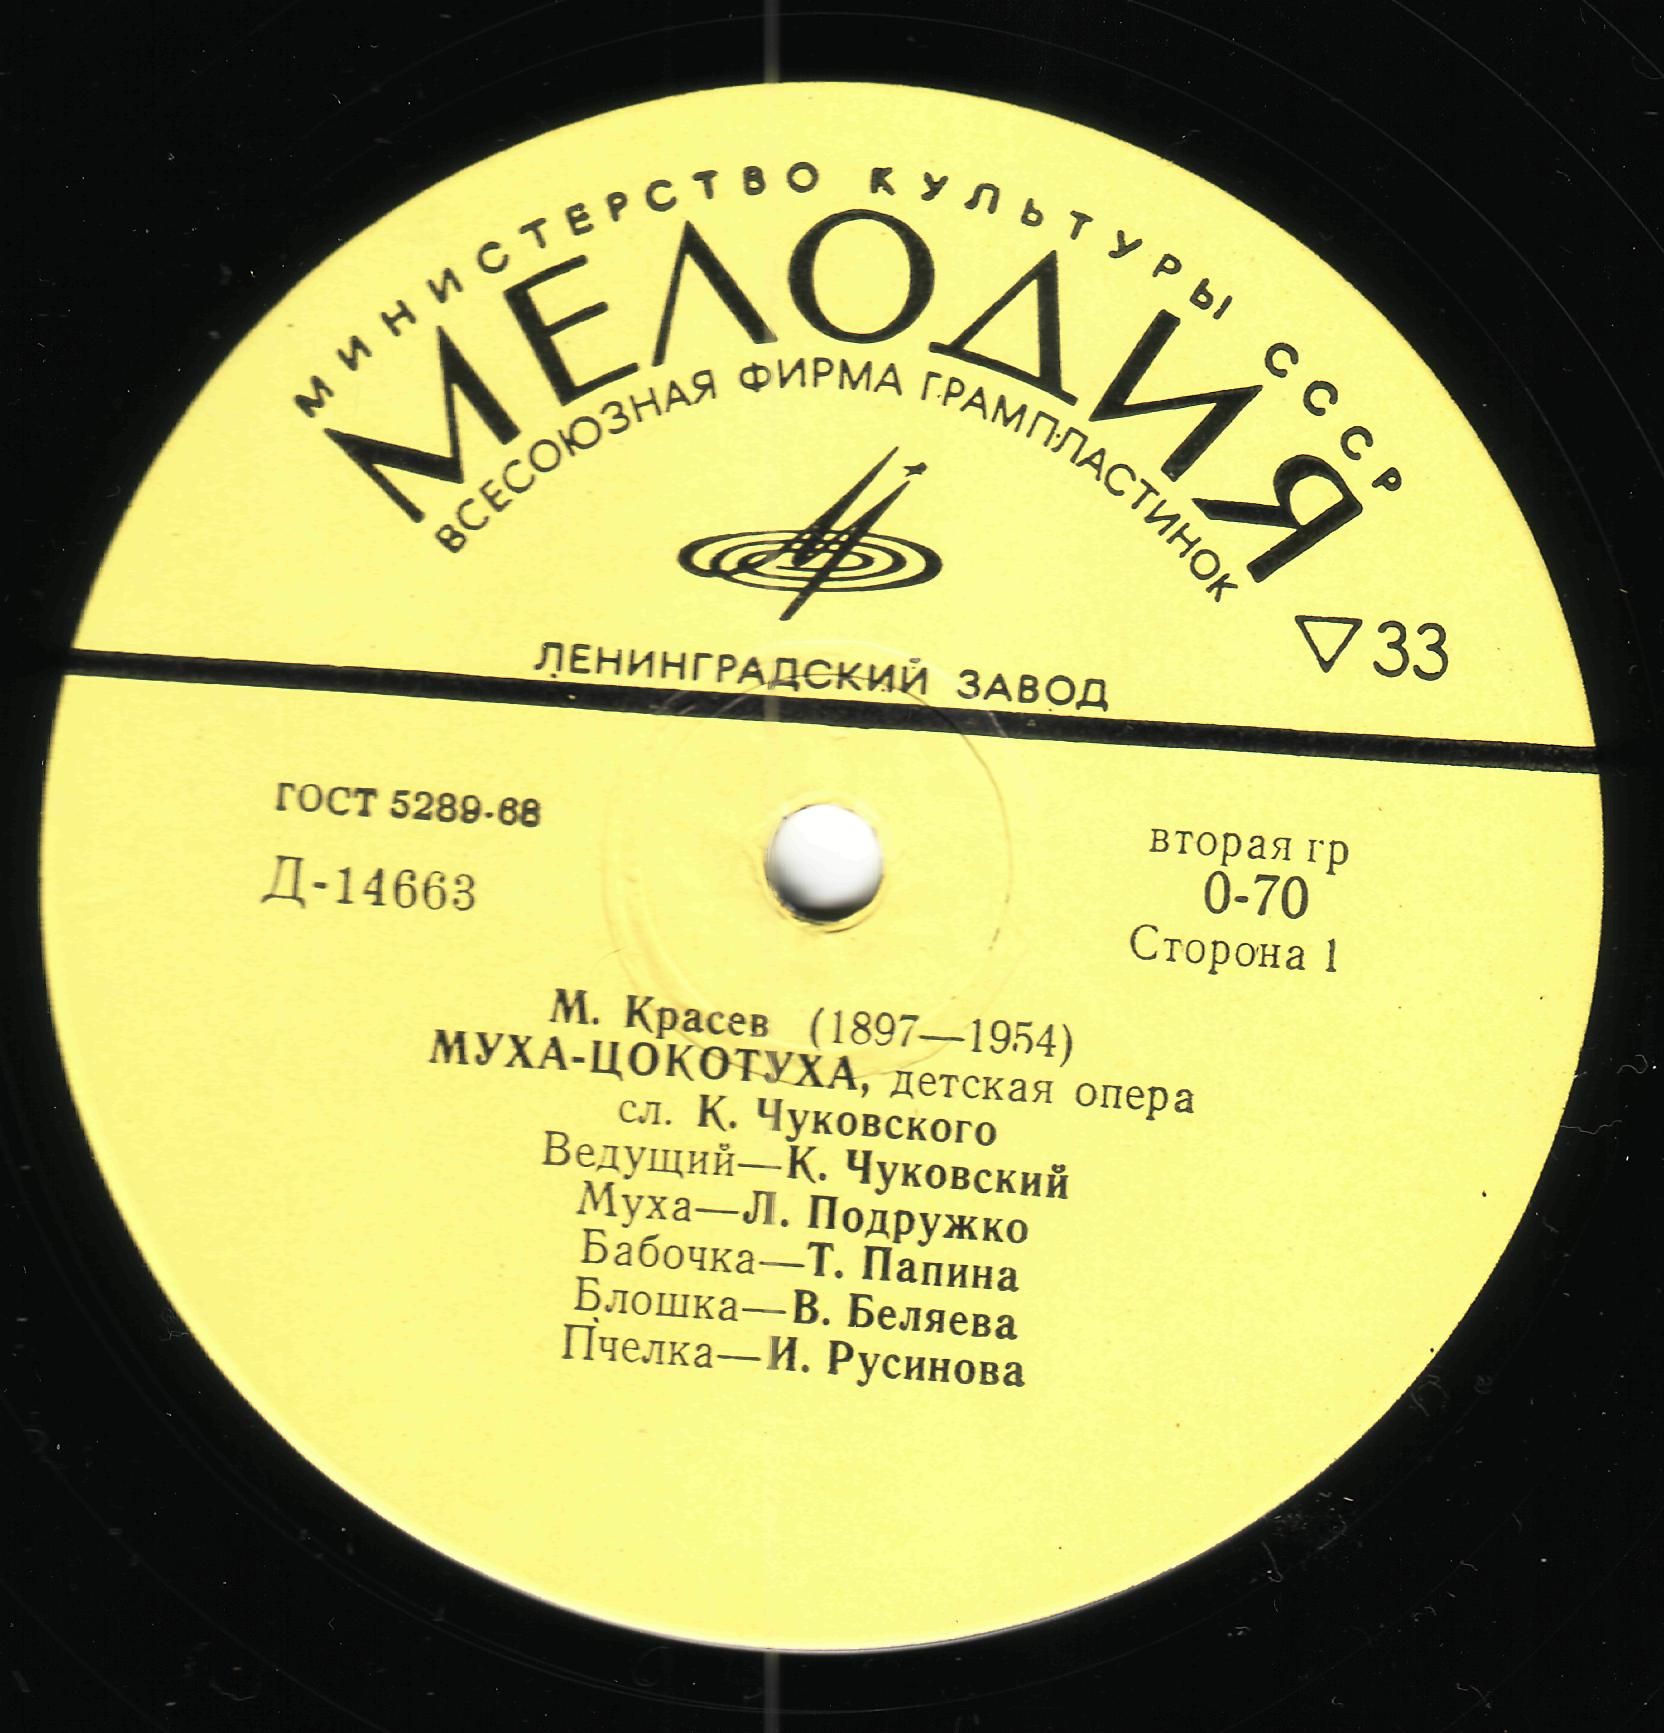 МИНИСТЕРСТВО КУЛЬТУРЫ СССР
МЕЛОДИЯ
ВСЕСОЮЗНАЯ ФИРМА ГРАМПЛАСТИНОК
33
ЛЕНИНГРАДСКИЙ ЗАВОД
ГОСТ 5289-68
Д-14663
вторая гр
0-70
Сторона 1
М. Красев (1897—1954)
МУХА-ЦОКОТУХА, детская опера
сл. К. Чуковского
Ведущий—К. Чуковский
Муха—Л. Подружко
Бабочка—Т. Папина
Блошка—В. Беляева
Пчелка—И. Русинова